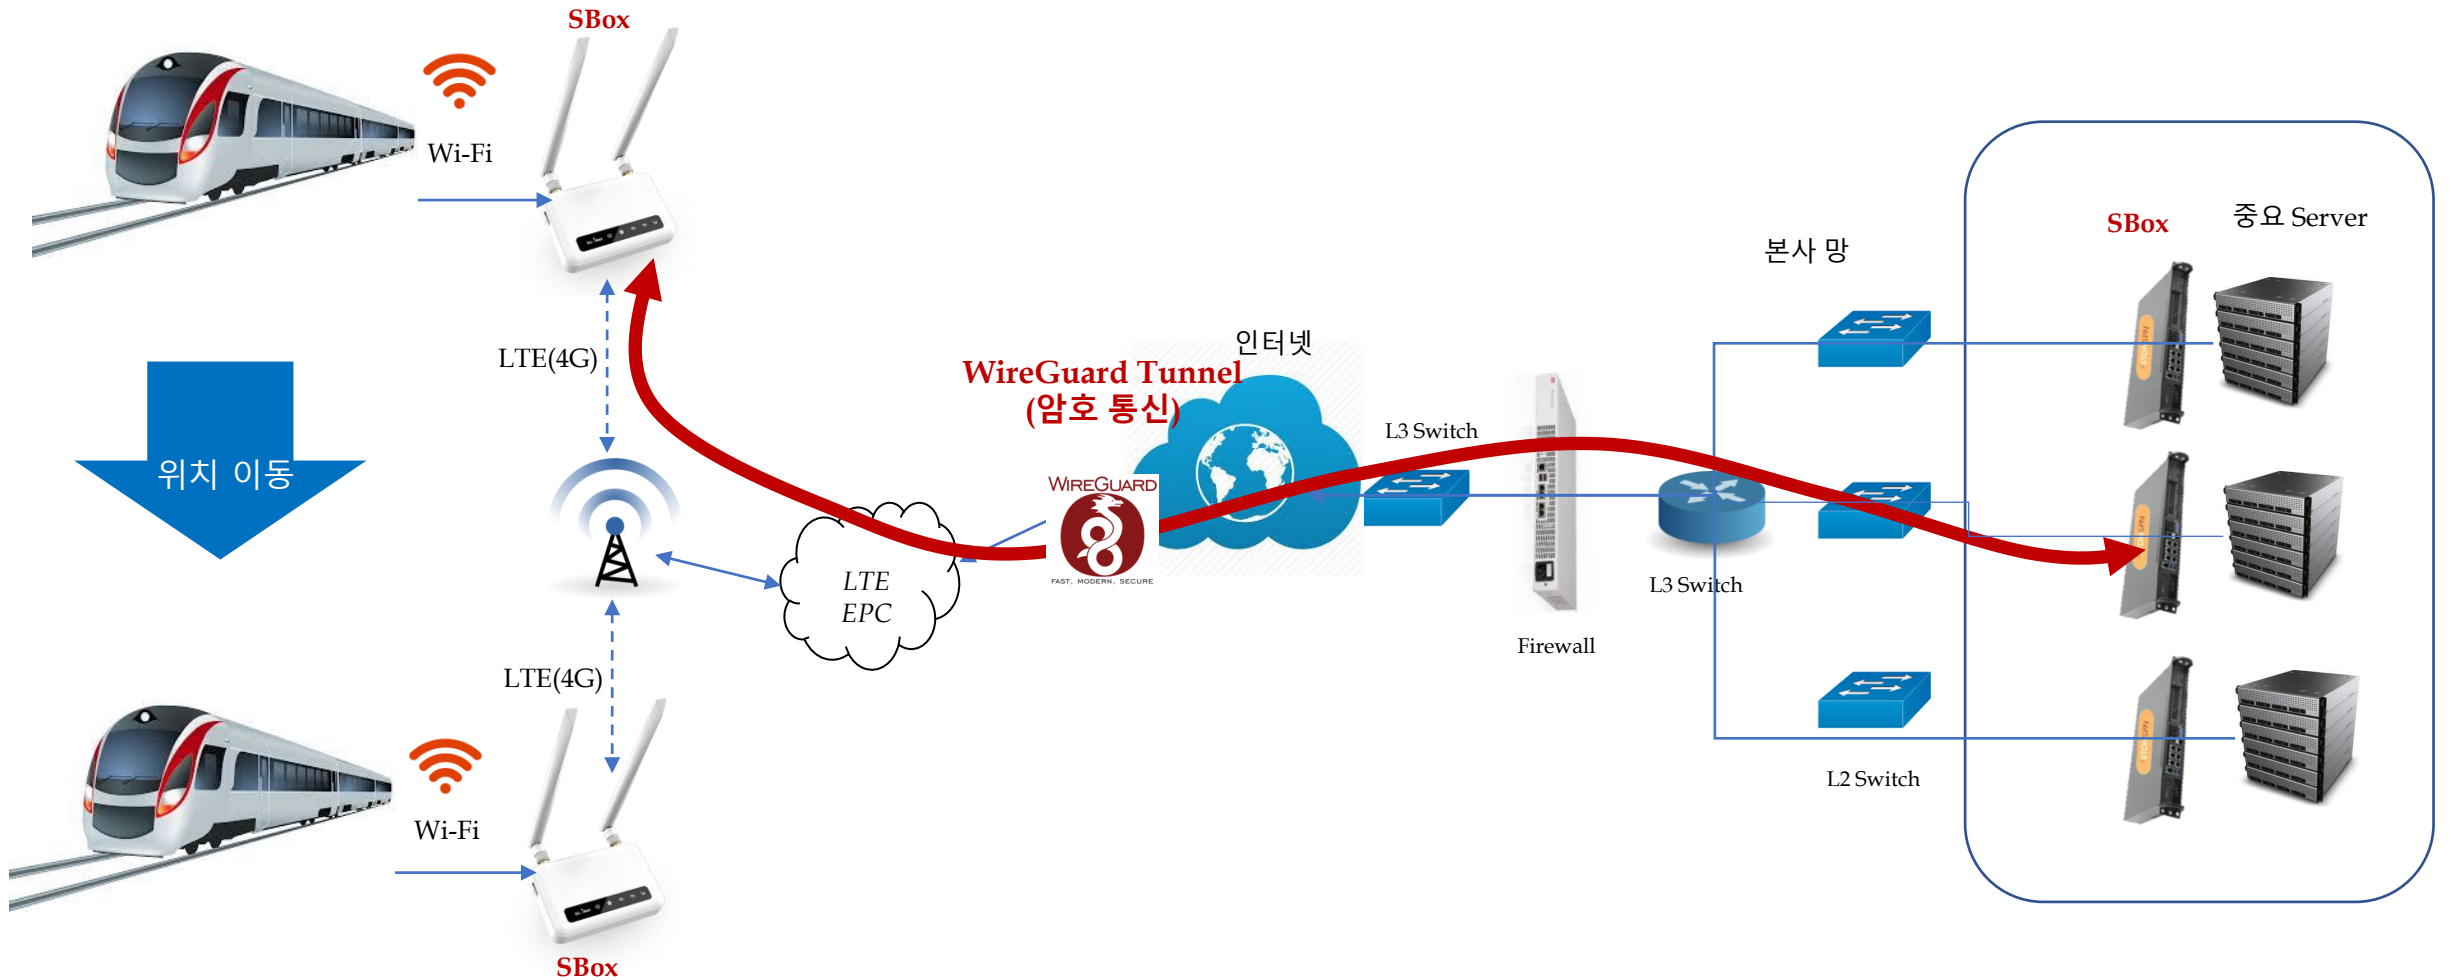 SBox
Wi-Fi
LTE(4G)
위치 이동
LTE(4G)
Wi-Fi
SBox
LTE
EPC
WireGuard Tunnel
(암호 통신)
WIREGUARD
FAST, MODERN, SECURE
인터넷
L3 Switch
Firewall
L3 Switch
본사 망
L2 Switch
SBox
중요 Server